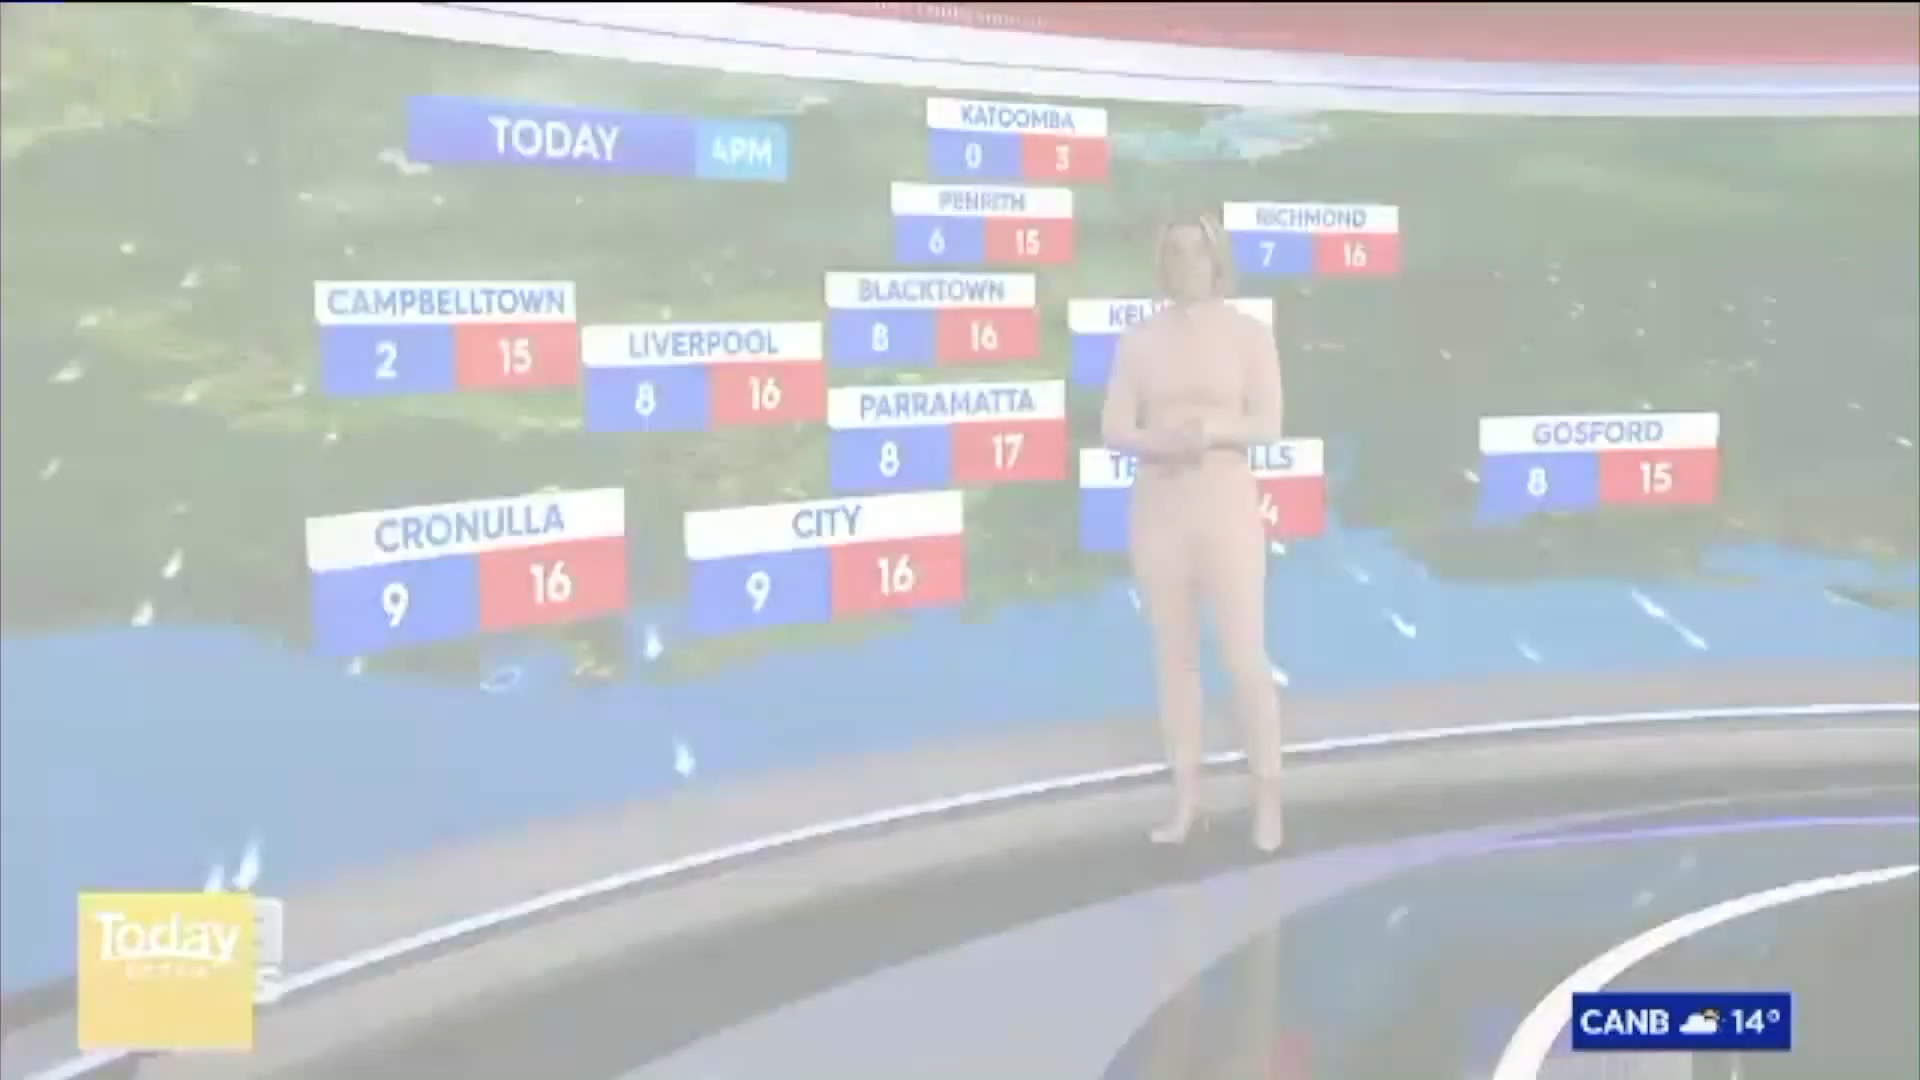 TODAY 4PM
KATOOMBA
0 3
PENRITH
6 15
RICHMOND
7 16
CAMPBELLTOWN
2 15
LIVERPOOL
8 16
BLACKTOWN
8 16
PARRAMATTA
8 17
GOSFORD
8 15
CRONULLA
9 16
CITY
9 16
Today
CANB 14°